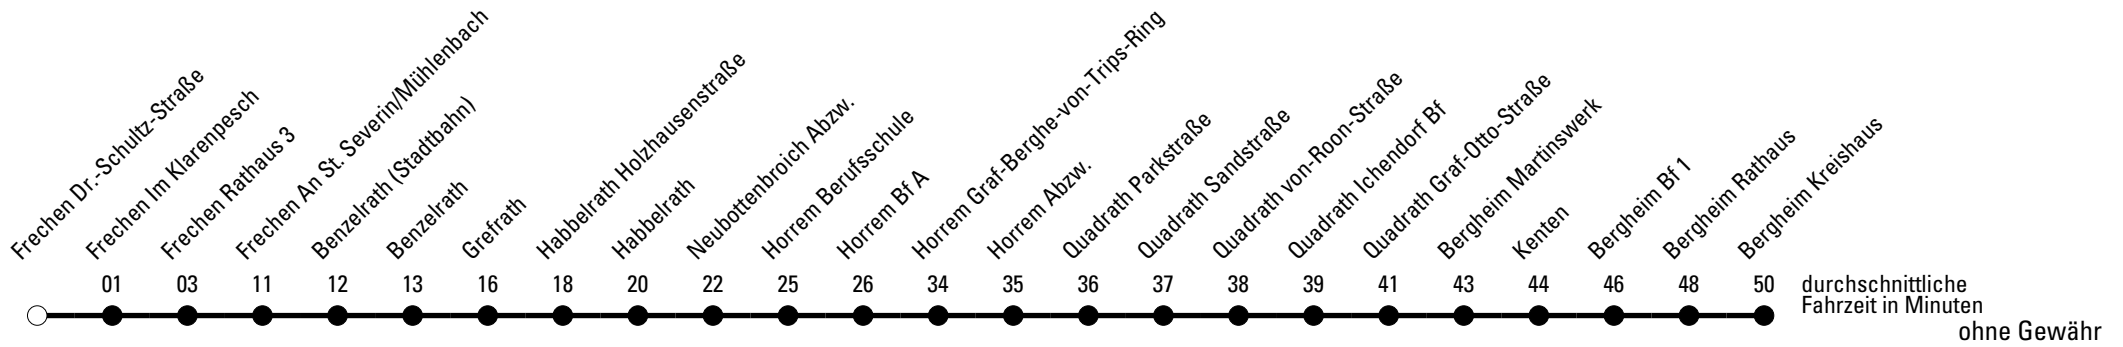 Frechen Dr.-Schultz-Straße
Frechen Im Klarenpesch
Frechen Rathaus 3
Frechen An St. Severin/Mühlenbach
Benzelrath (Stadtbahn)
Benzelrath
Grefrath
Habbelrath Holzhausenstraße
Habbelrath
Neubottenbroich Abzw.
Horrem Berufsschule
Horrem Bf A
Horrem Graf-Berghe-von-Trips-Ring
Horrem Abzw.
Quadrath Parkstraße
Quadrath Sandstraße
Quadrath von-Roon-Straße
Quadrath Ichendorf Bf
Quadrath Graf-Otto-Straße
Bergheim Martinswerk
Kenten
Bergheim Bf 1
Bergheim Rathaus
Bergheim Kreishaus
01 03 11 12 13 16 18 20 22 25 26 34 35 36 37 38 39 41 43 44 46 48 50 durchschnittliche
Fahrzeit in Minuten
ohne Gewähr